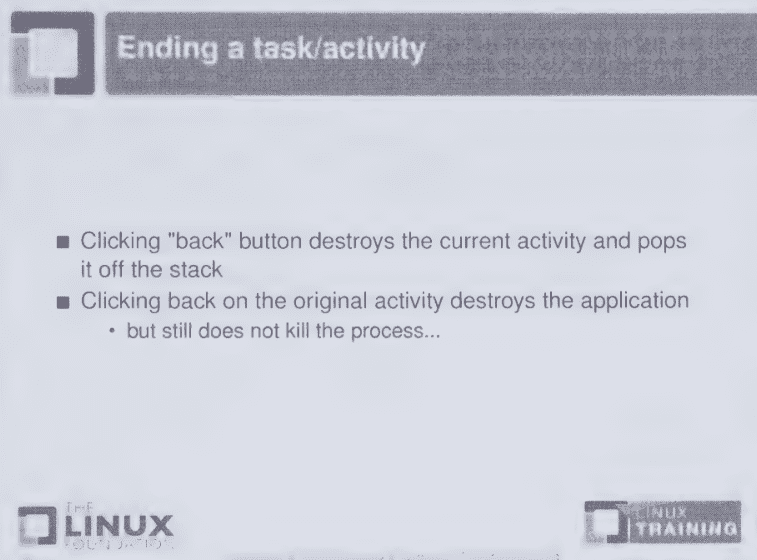 Ending a task/activity
■ Clicking "back" button destroys the current activity and pops
it off the stack
■ Clicking back on the original activity destroys the application
• but still does not kill the process...
THE
LINUX
FOUNDATION
LINUX
TRAINING